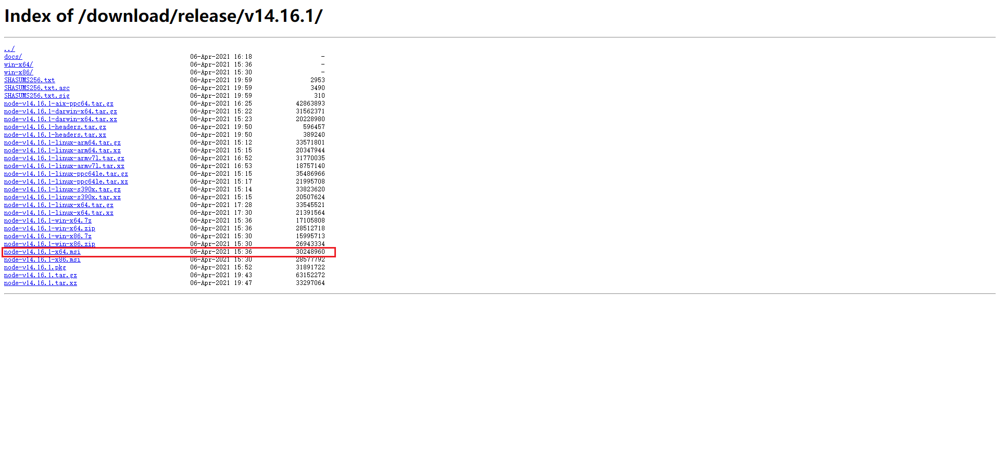 Index of /download/release/v14.16.1/
../
docs/ 06-Apr-2021 16:18 -
win-x64/ 06-Apr-2021 15:36 -
win-x86/ 06-Apr-2021 15:30 -
SHASUMS256.txt 06-Apr-2021 19:59 2953
SHASUMS256.txt.asc 06-Apr-2021 19:59 3490
SHASUMS256.txt.sig 06-Apr-2021 19:59 310
node-v14.16.1-aix-ppc64.tar.gz 06-Apr-2021 16:25 42863893
node-v14.16.1-darwin-x64.tar.gz 06-Apr-2021 15:22 31562371
node-v14.16.1-darwin-x64.tar.xz 06-Apr-2021 15:23 20228980
node-v14.16.1-headers.tar.gz 06-Apr-2021 19:50 596457
node-v14.16.1-headers.tar.xz 06-Apr-2021 19:50 389240
node-v14.16.1-linux-arm64.tar.gz 06-Apr-2021 15:12 33571801
node-v14.16.1-linux-arm64.tar.xz 06-Apr-2021 15:15 20347944
node-v14.16.1-linux-armv7l.tar.gz 06-Apr-2021 16:52 31770035
node-v14.16.1-linux-armv7l.tar.xz 06-Apr-2021 16:53 18757140
node-v14.16.1-linux-ppc64le.tar.gz 06-Apr-2021 15:15 35486966
node-v14.16.1-linux-ppc64le.tar.xz 06-Apr-2021 15:17 21995708
node-v14.16.1-linux-s390x.tar.gz 06-Apr-2021 15:14 33823620
node-v14.16.1-linux-s390x.tar.xz 06-Apr-2021 15:15 20507624
node-v14.16.1-linux-x64.tar.gz 06-Apr-2021 17:28 33545521
node-v14.16.1-linux-x64.tar.xz 06-Apr-2021 17:30 21391564
node-v14.16.1-win-x64.7z 06-Apr-2021 15:36 17105808
node-v14.16.1-win-x64.zip 06-Apr-2021 15:36 28512718
node-v14.16.1-win-x86.7z 06-Apr-2021 15:30 15995713
node-v14.16.1-win-x86.zip 06-Apr-2021 15:30 26943334
node-v14.16.1-x64.msi 06-Apr-2021 15:36 30248960
node-v14.16.1-x86.msi 06-Apr-2021 15:30 28577792
node-v14.16.1.pkg 06-Apr-2021 15:52 31891722
node-v14.16.1.tar.gz 06-Apr-2021 19:43 63152272
node-v14.16.1.tar.xz 06-Apr-2021 19:47 33297064